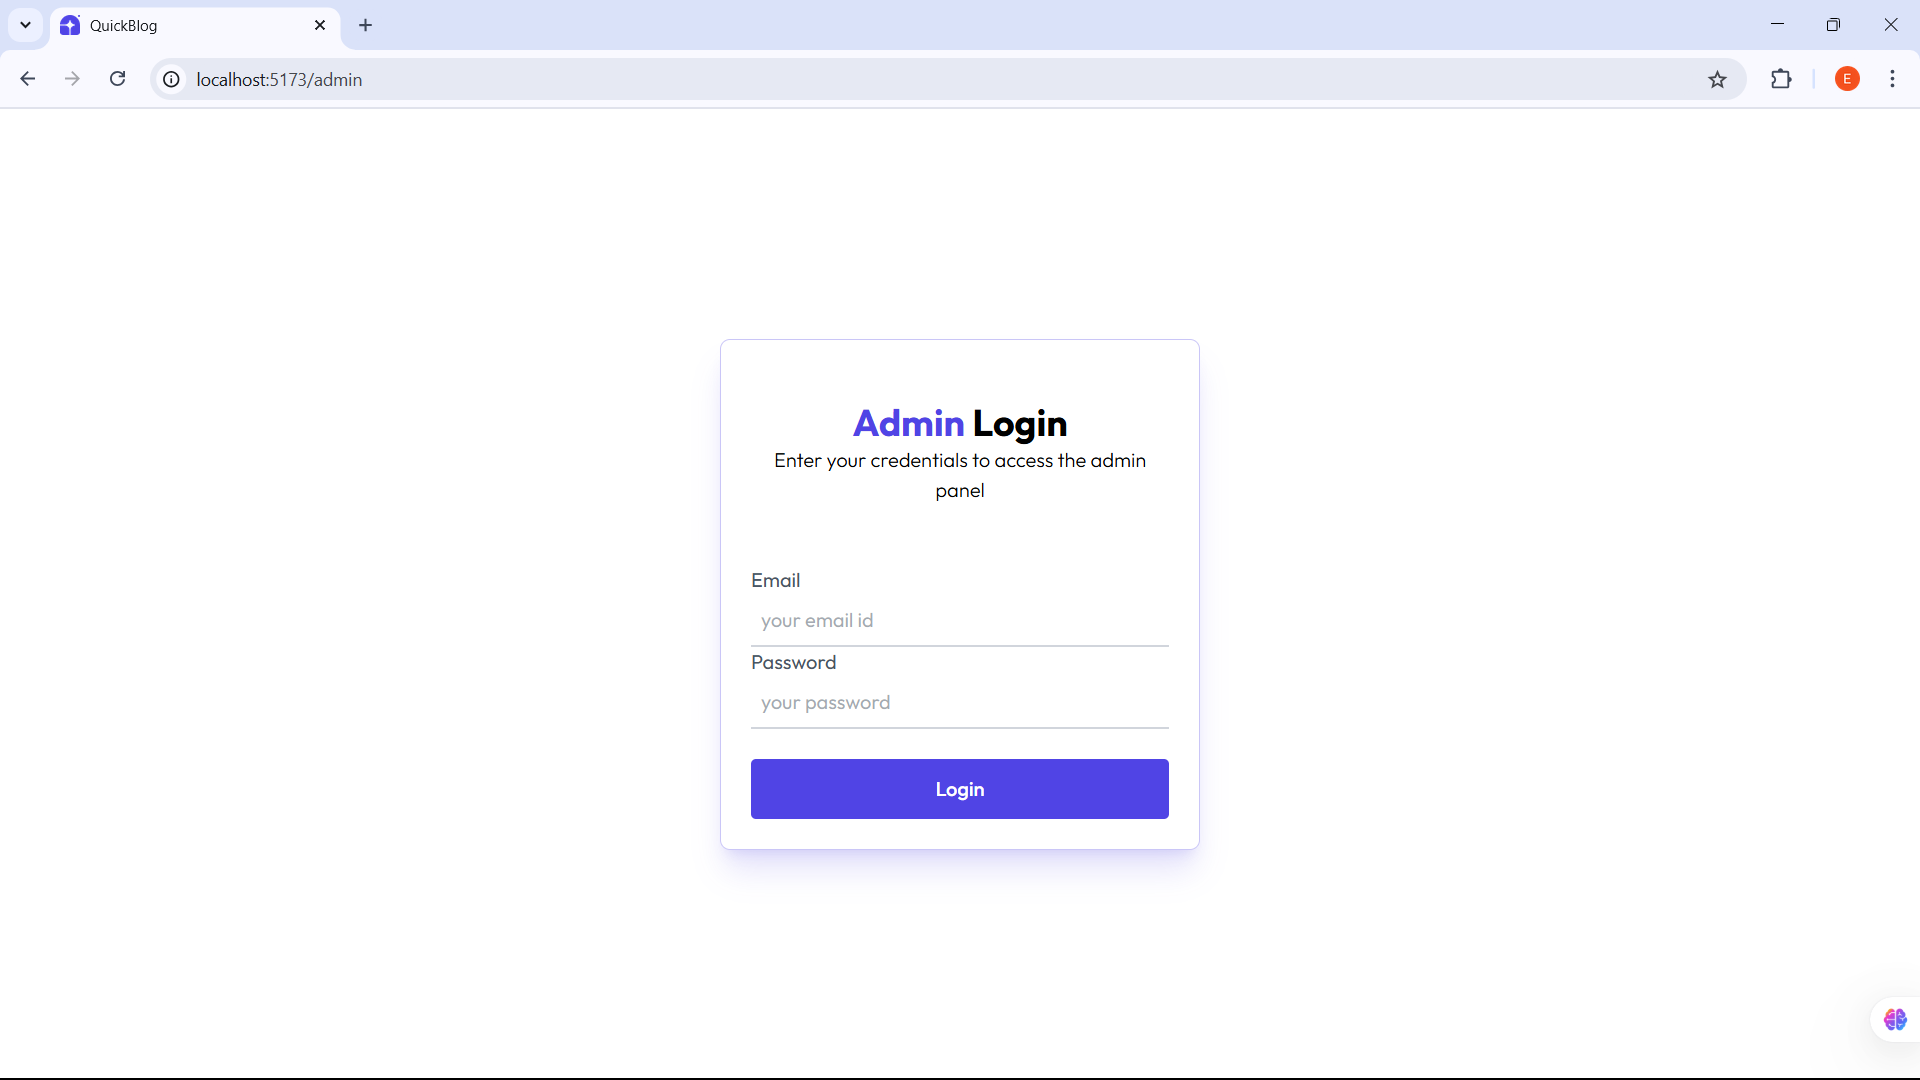 QuickBlog
localhost:5173/admin
E
Admin Login
Enter your credentials to access the admin
panel
Email
your email id
Password
your password
Login